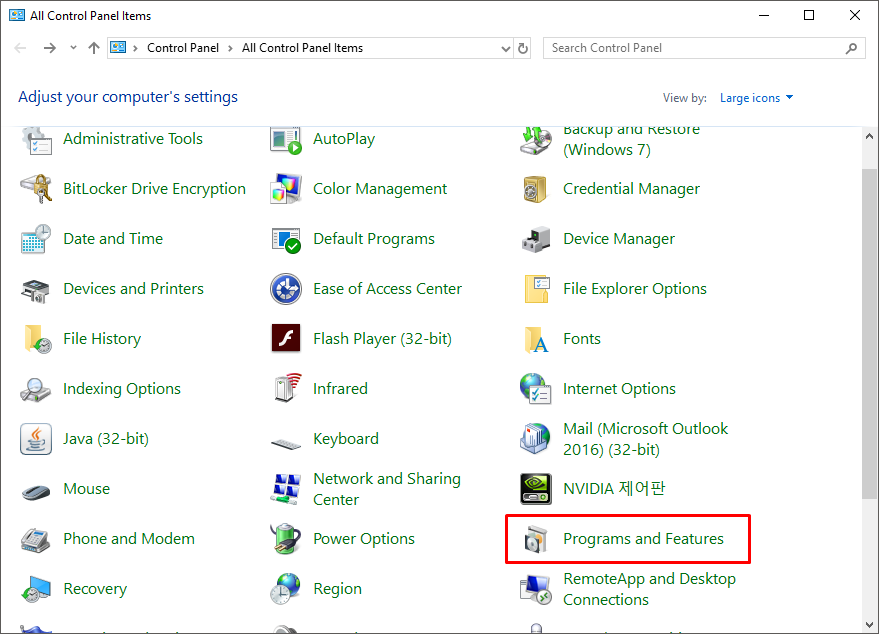 All Control Panel Items
Control Panel > All Control Panel Items
Search Control Panel
Adjust your computer's settings
View by: Large icons
Administrative Tools
AutoPlay
Backup and Restore
(Windows 7)
BitLocker Drive Encryption
Color Management
Credential Manager
Date and Time
Default Programs
Device Manager
Devices and Printers
Ease of Access Center
File Explorer Options
File History
Flash Player (32-bit)
Fonts
Indexing Options
Infrared
Internet Options
Java (32-bit)
Keyboard
Mail (Microsoft Outlook
2016) (32-bit)
Mouse
Network and Sharing
Center
NVIDIA 제어판
Phone and Modem
Power Options
Programs and Features
Recovery
Region
RemoteApp and Desktop
Connections